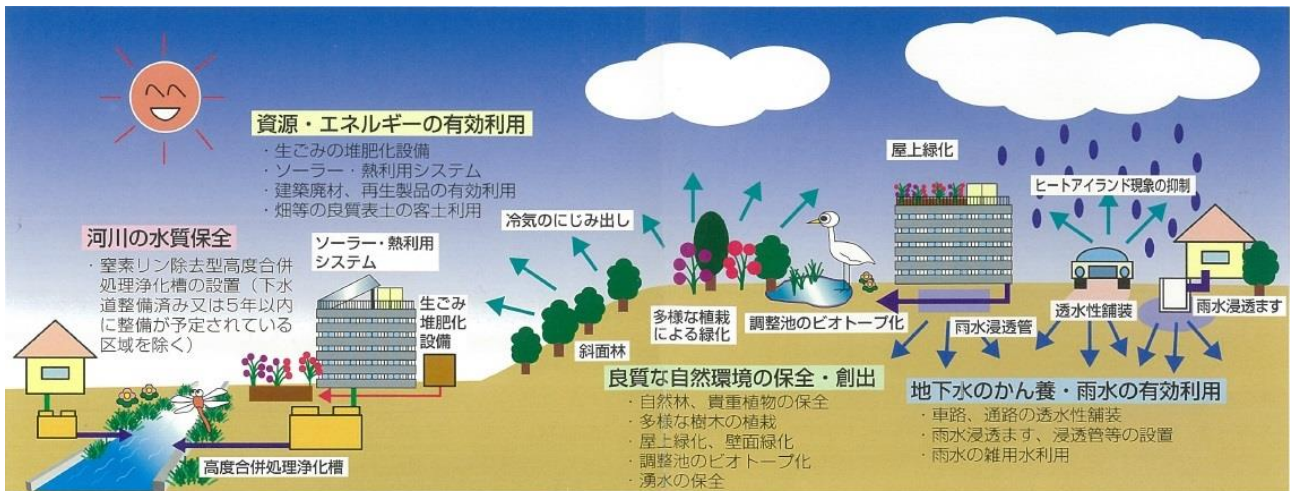 資源・エネルギーの有効利用
・生ごみの堆肥化設備
・ソーラー・熱利用システム
・建築廃材、再生製品の有効利用
・畑等の良質表土の客土利用
河川の水質保全
・窒素リン除去型高度合併
処理浄化槽の設置（下水
道整備済み又は5年以内
に整備が予定されている
区域を除く）
ソーラー・熱利用
システム
生ごみ
堆肥化
設備
高度合併処理浄化槽
冷気のにじみ出し
斜面林
多様な植栽
による緑化
調整池のビオトープ化
良質な自然環境の保全・創出
・自然林、貴重植物の保全
・多様な樹木の植栽
・屋上緑化、壁面緑化
・調整池のビオトープ化
・湧水の保全
屋上緑化
ヒートアイランド現象の抑制
雨水浸透管
透水性舗装
雨水浸透ます
地下水のかん養・雨水の有効利用
・車路、通路の透水性舗装
・雨水浸透ます、浸透管等の設置
・雨水の雑用水利用